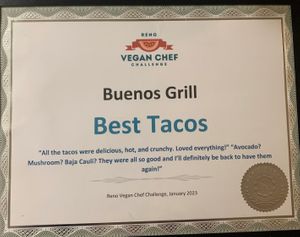 RENO
VEGAN CHEF
CHALLENGE
Buenos Grill
Best Tacos
"All the tacos were delicious, hot, and crunchy. Loved everything!" "Avocado?
Mushroom? Baja Cauli? They were all so good and I'll definitely be back to have them
again!"
Reno Vegan Chef Challenge, January 2023